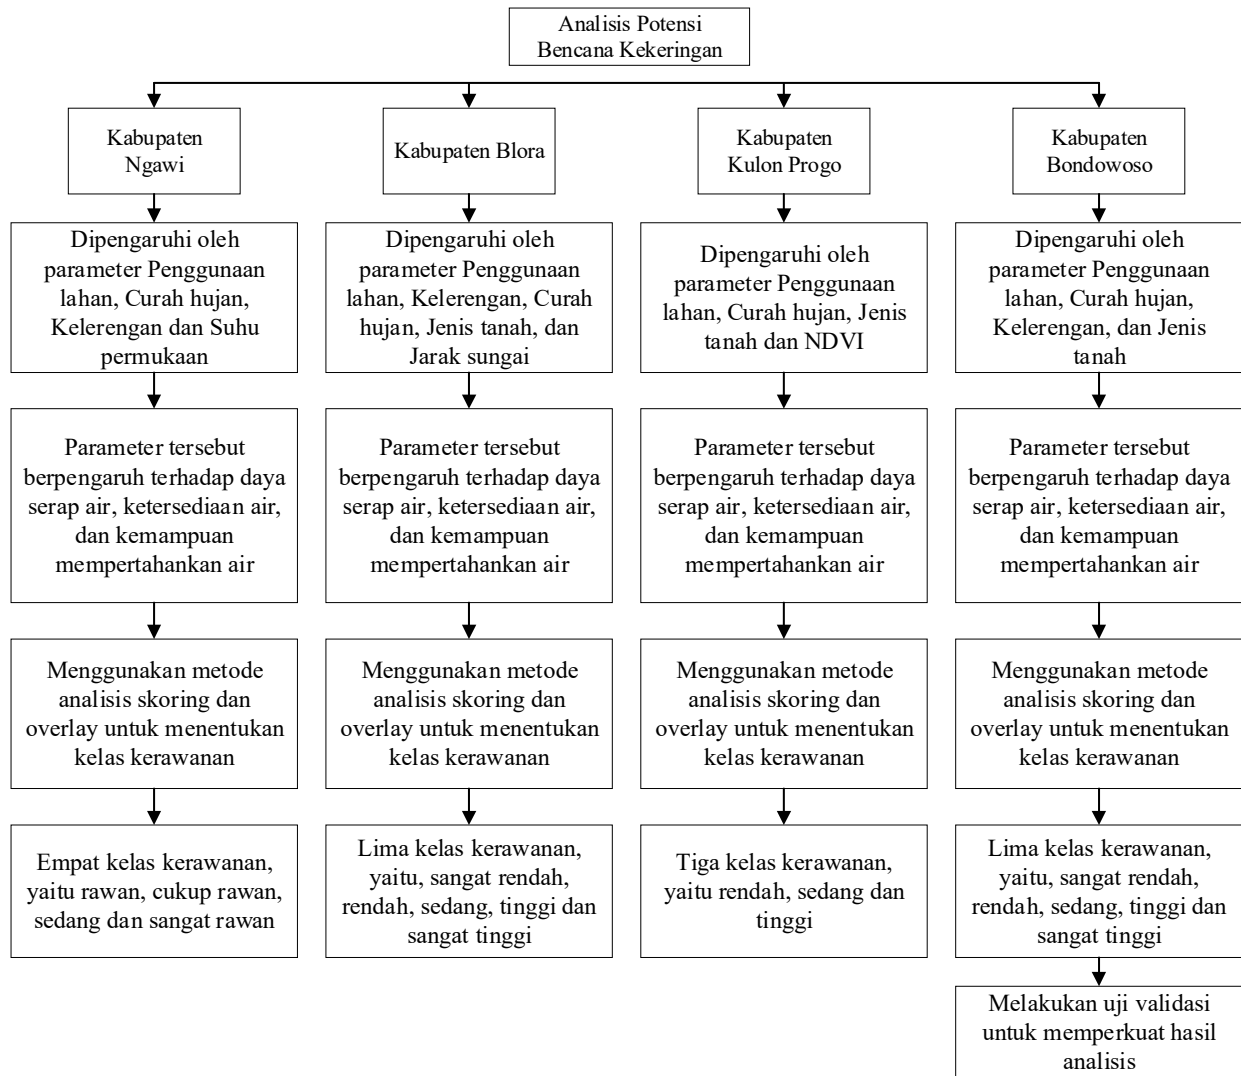 Analisis Potensi
Bencana Kekeringan
Kabupaten
Ngawi
Kabupaten Blora
Kabupaten
Kulon Progo
Kabupaten
Bondowoso
Dipengaruhi oleh
parameter Penggunaan
lahan, Curah hujan,
Kelerengan dan Suhu
permukaan
Dipengaruhi oleh
parameter Penggunaan
lahan, Kelerengan, Curah
hujan, Jenis tanah, dan
Jarak sungai
Dipengaruhi oleh
parameter Penggunaan
lahan, Curah hujan, Jenis
tanah dan NDVI
Dipengaruhi oleh
parameter Penggunaan
lahan, Curah hujan,
Kelerengan, dan Jenis
tanah
Parameter tersebut
berpengaruh terhadap daya
serap air, ketersediaan air,
dan kemampuan
mempertahankan air
Parameter tersebut
berpengaruh terhadap daya
serap air, ketersediaan air,
dan kemampuan
mempertahankan air
Parameter tersebut
berpengaruh terhadap daya
serap air, ketersediaan air,
dan kemampuan
mempertahankan air
Parameter tersebut
berpengaruh terhadap daya
serap air, ketersediaan air,
dan kemampuan
mempertahankan air
Menggunakan metode
analisis skoring dan
overlay untuk menentukan
kelas kerawanan
Menggunakan metode
analisis skoring dan
overlay untuk menentukan
kelas kerawanan
Menggunakan metode
analisis skoring dan
overlay untuk menentukan
kelas kerawanan
Menggunakan metode
analisis skoring dan
overlay untuk menentukan
kelas kerawanan
Empat kelas kerawanan,
yaitu rawan, cukup rawan,
sedang dan sangat rawan
Lima kelas kerawanan,
yaitu, sangat rendah,
rendah, sedang, tinggi dan
sangat tinggi
Tiga kelas kerawanan,
yaitu rendah, sedang dan
tinggi
Lima kelas kerawanan,
yaitu, sangat rendah,
rendah, sedang, tinggi dan
sangat tinggi
Melakukan uji validasi
untuk memperkuat hasil
analisis